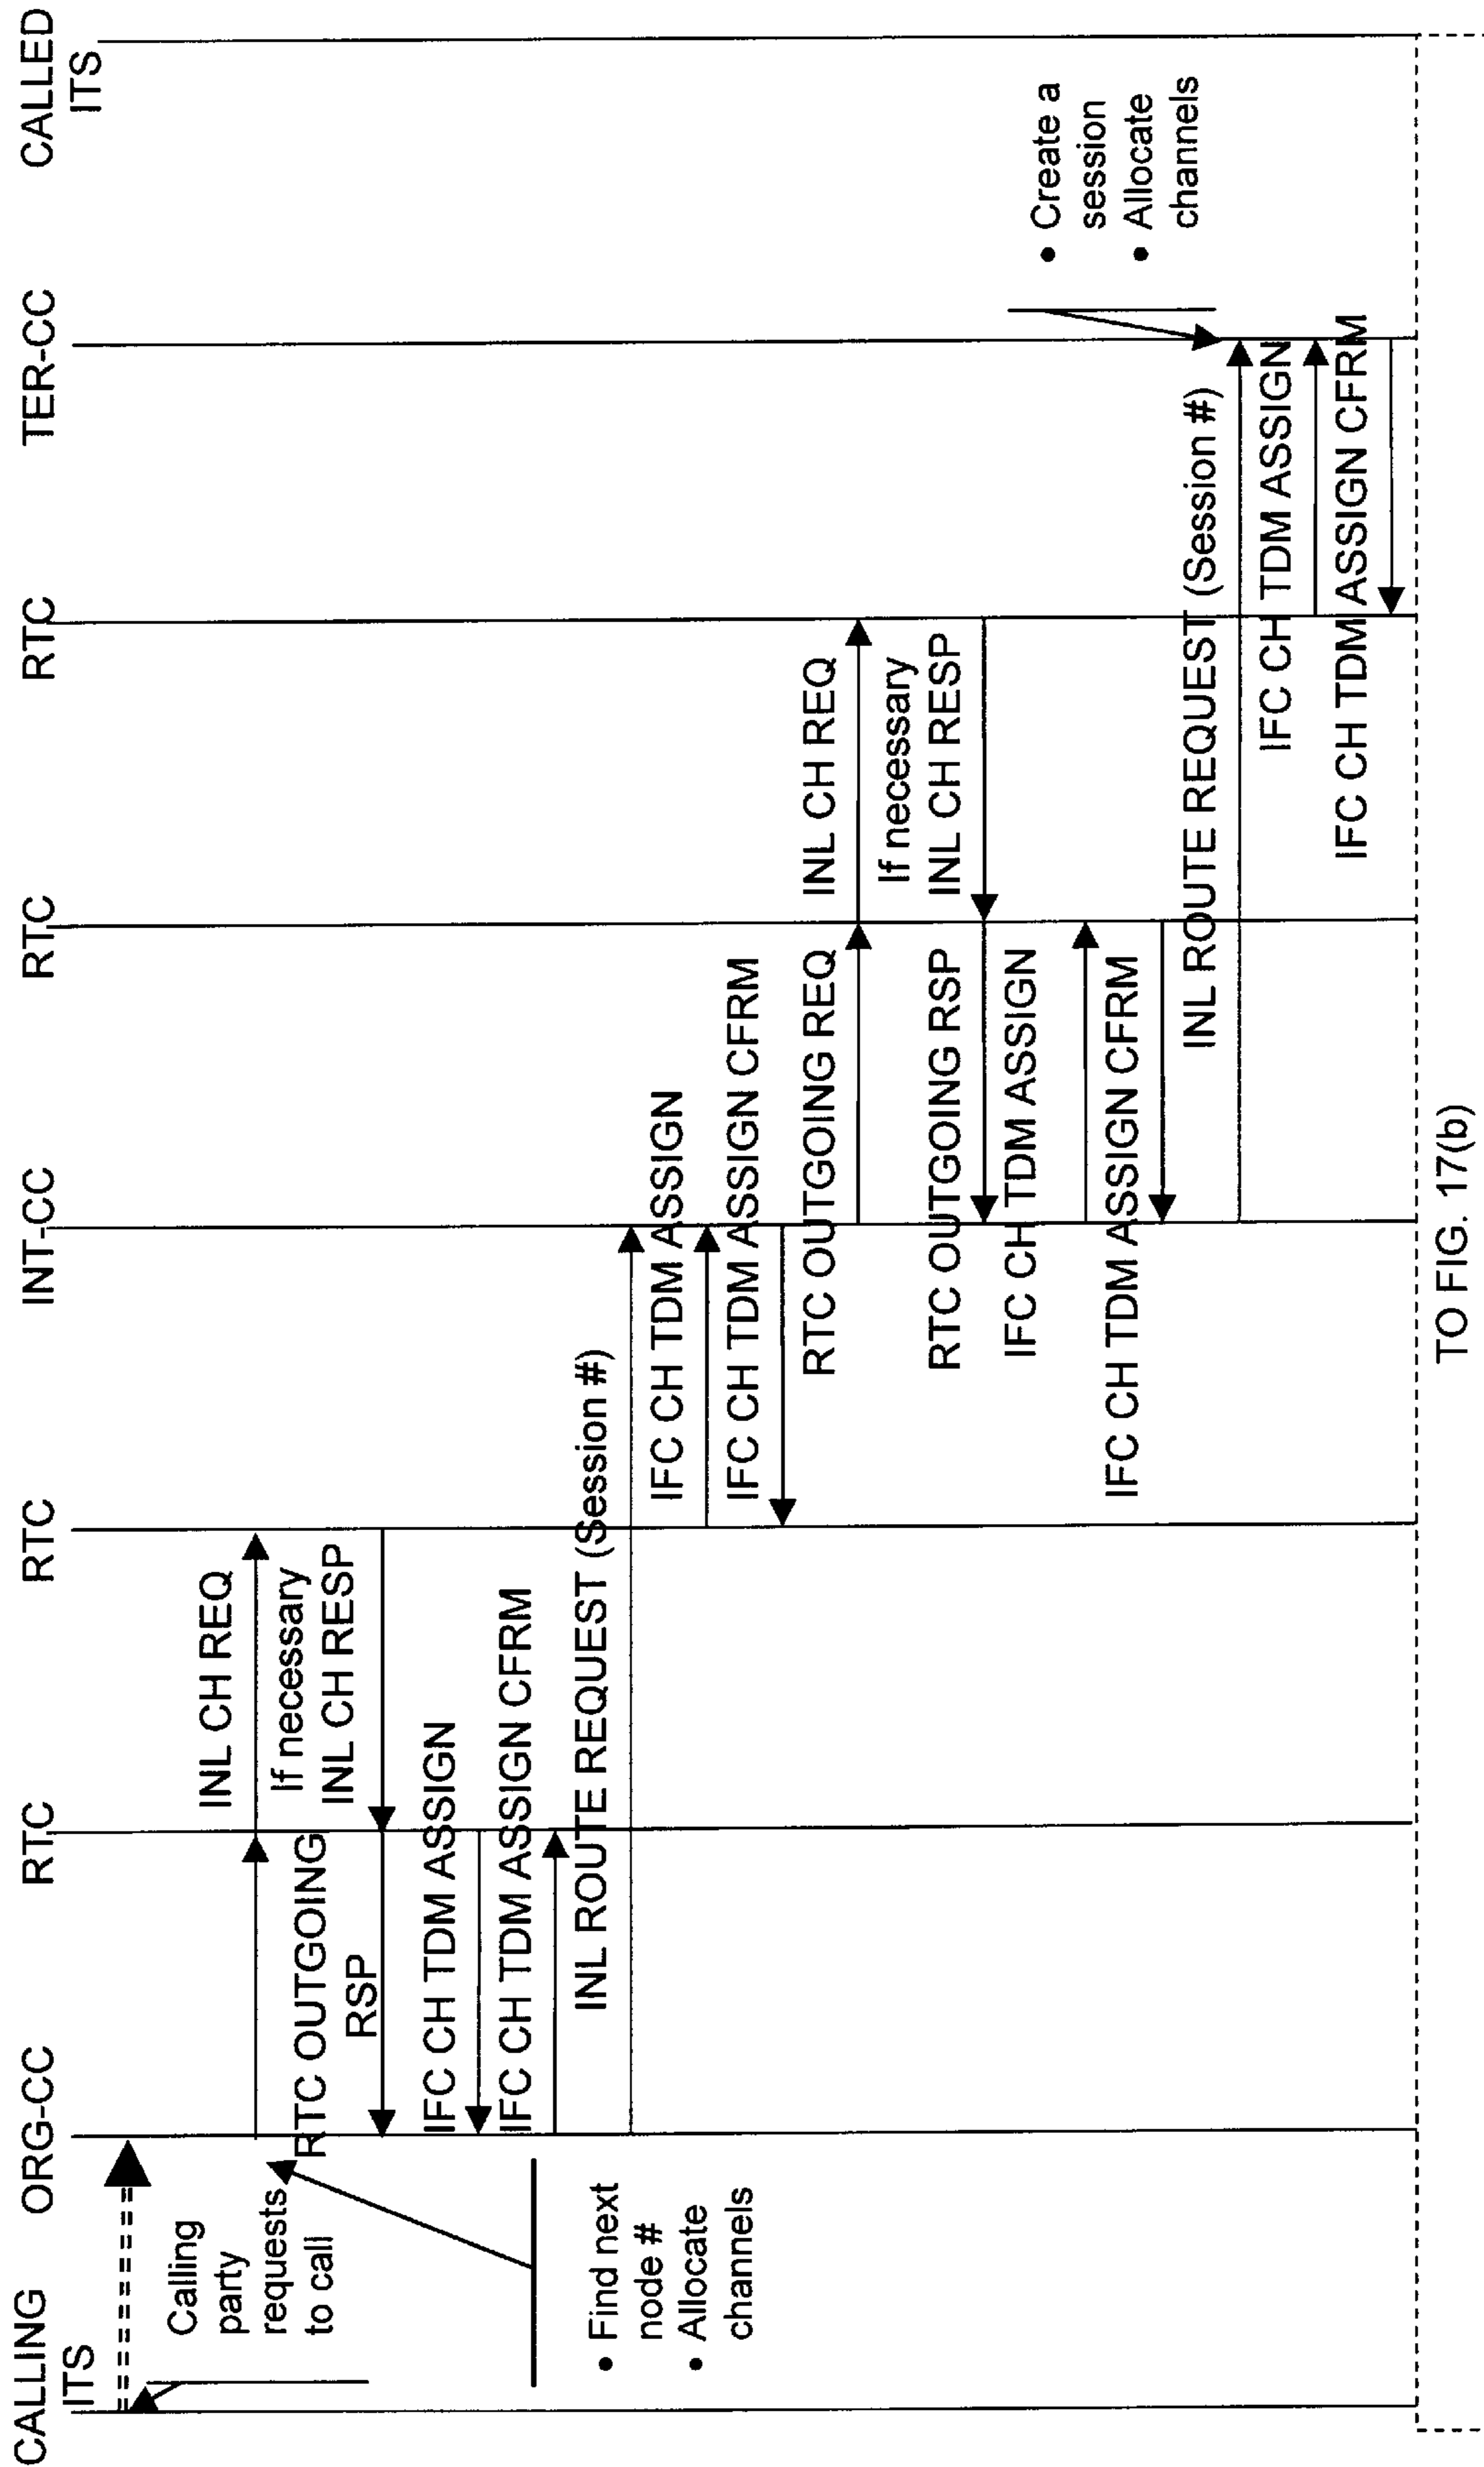 CALLING
ITS
ORG-CC
RTC
RTC
INT-CC
RTC
RTC
TER-CC
CALLED
ITS
Calling
party
requests
to call
INL CH REQ
If necessary
INL CH RESP
RTC OUTGOING
RSP
IFC CH TDM ASSIGN
IFC CH TDM ASSIGN CFRM
• Find next
node #
• Allocate
channels
INL ROUTE REQUEST (Session #)
IFC CH TDM ASSIGN
IFC CH TDM ASSIGN CFRM
RTC OUTGOING REQ
INL CH REQ
If necessary
INL CH RESP
RTC OUTGOING RSP
IFC CH TDM ASSIGN
IFC CH TDM ASSIGN CFRM
• Create a
session
• Allocate
channels
INL ROUTE REQUEST (Session #)
IFC CH TDM ASSIGN
IFC CH TDM ASSIGN CFRM
TO FIG. 17(b)